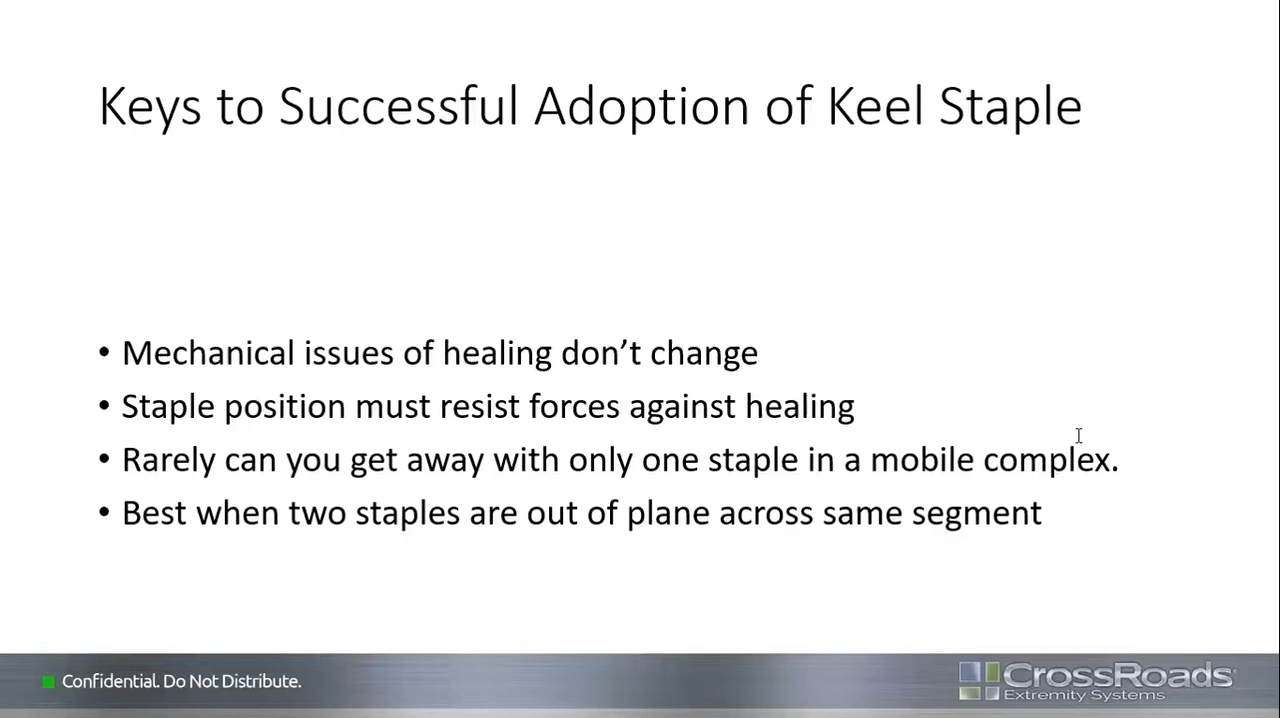 Keys to Successful Adoption of Keel Staple
• Mechanical issues of healing don’t change
• Staple position must resist forces against healing
• Rarely can you get away with only one staple in a mobile complex.
• Best when two staples are out of plane across same segment
Confidential. Do Not Distribute.
CrossRoads
Extremity Systems